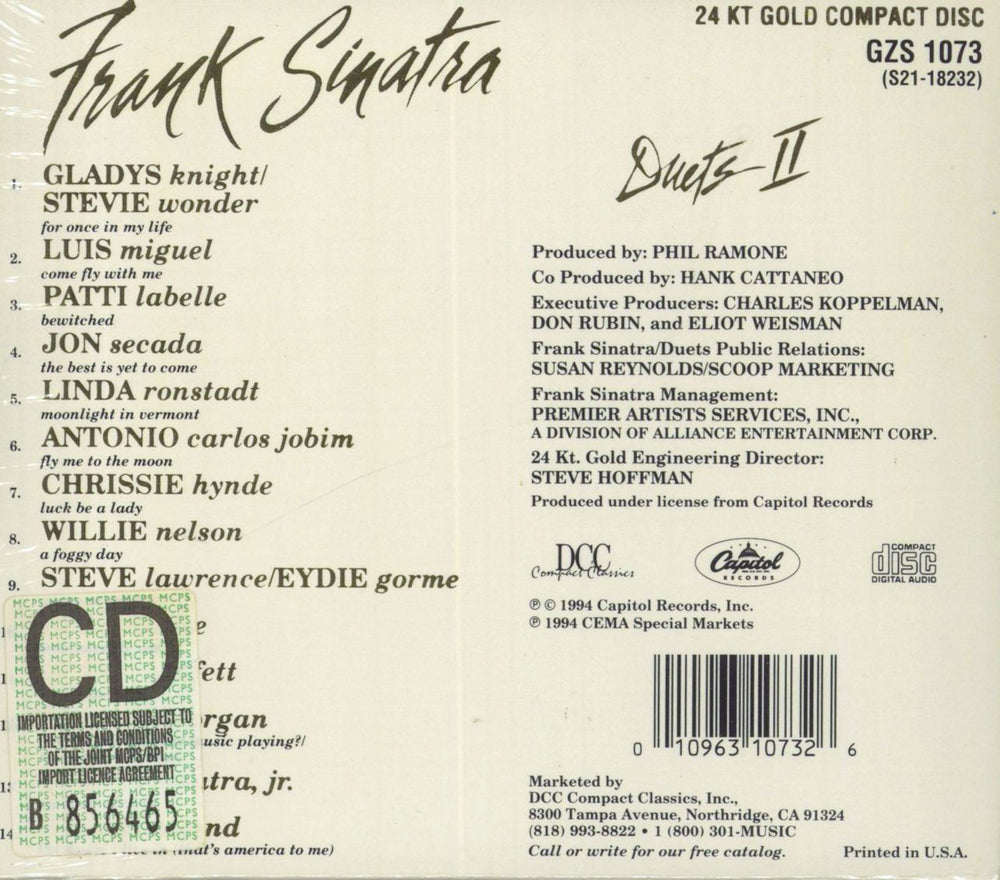 Frank Sinatra
24 KT GOLD COMPACT DISC
GZS 1073
(S21-18232)
Duets II
1. GLADYS knight/
STEVIE wonder
for once in my life
2. LUIS miguel
come fly with me
3. PATTI labelle
bewitched
4. JON secada
the best is yet to come
5. LINDA ronstadt
moonlight in vermont
6. ANTONIO carlos jobim
fly me to the moon
7. CHRISSIE hynde
luck be a lady
8. WILLIE nelson
a foggy day
9. STEVE lawrence/EYDIE gorme
e
fett
organ
usic playing?/
atra, jr.
14 nd
(that's america to me)
MCPS MCPS MCPS MCPS MCPS
CD
IMPORTATION LICENSED SUBJECT TO
THE TERMS AND CONDITIONS
OF THE JOINT MCPS/BPI
IMPORT LICENCE AGREEMENT
B 856465
Produced by: PHIL RAMONE
Co Produced by: HANK CATTANEO
Executive Producers: CHARLES KOPPELMAN,
DON RUBIN, and ELIOT WEISMAN
Frank Sinatra/Duets Public Relations:
SUSAN REYNOLDS/SCOOP MARKETING
Frank Sinatra Management:
PREMIER ARTISTS SERVICES, INC.,
A DIVISION OF ALLIANCE ENTERTAINMENT CORP.
24 Kt. Gold Engineering Director:
STEVE HOFFMAN
Produced under license from Capitol Records
DCC
Compact Classics
Capitol
RECORDS
COMPACT
disc
DIGITAL AUDIO
℗ © 1994 Capitol Records, Inc.
℗ 1994 CEMA Special Markets
0 10963 10732 6
Marketed by
DCC Compact Classics, Inc.,
8300 Tampa Avenue, Northridge, CA 91324
(818) 993-8822 • 1 (800) 301-MUSIC
Call or write for our free catalog.
Printed in U.S.A.